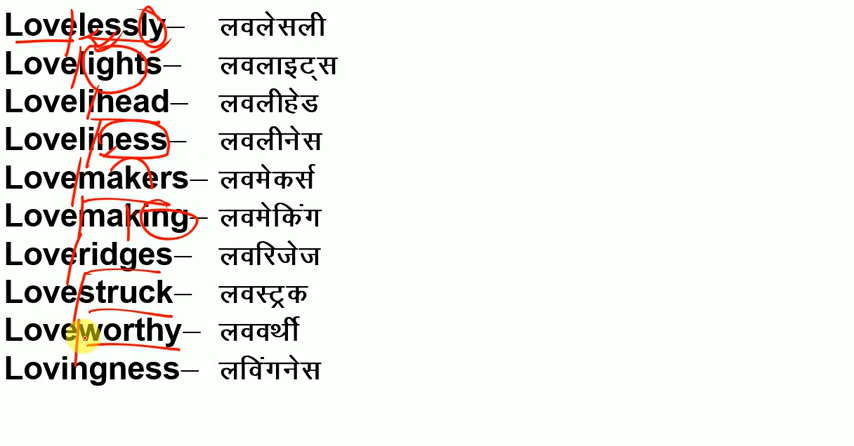 Lovelessly– लवलेसली
Lovelights– लवलाइट्स
Lovelihead– लवलीहेड
Loveliness– लवलीनेस
Lovemakers– लवमेकर्स
Lovemaking– लवमेकिंग
Loveridges– लवरिजेज
Lovestruck– लवस्ट्रक
Loveworthy– लववर्थी
Lovingness– लविंगनेस